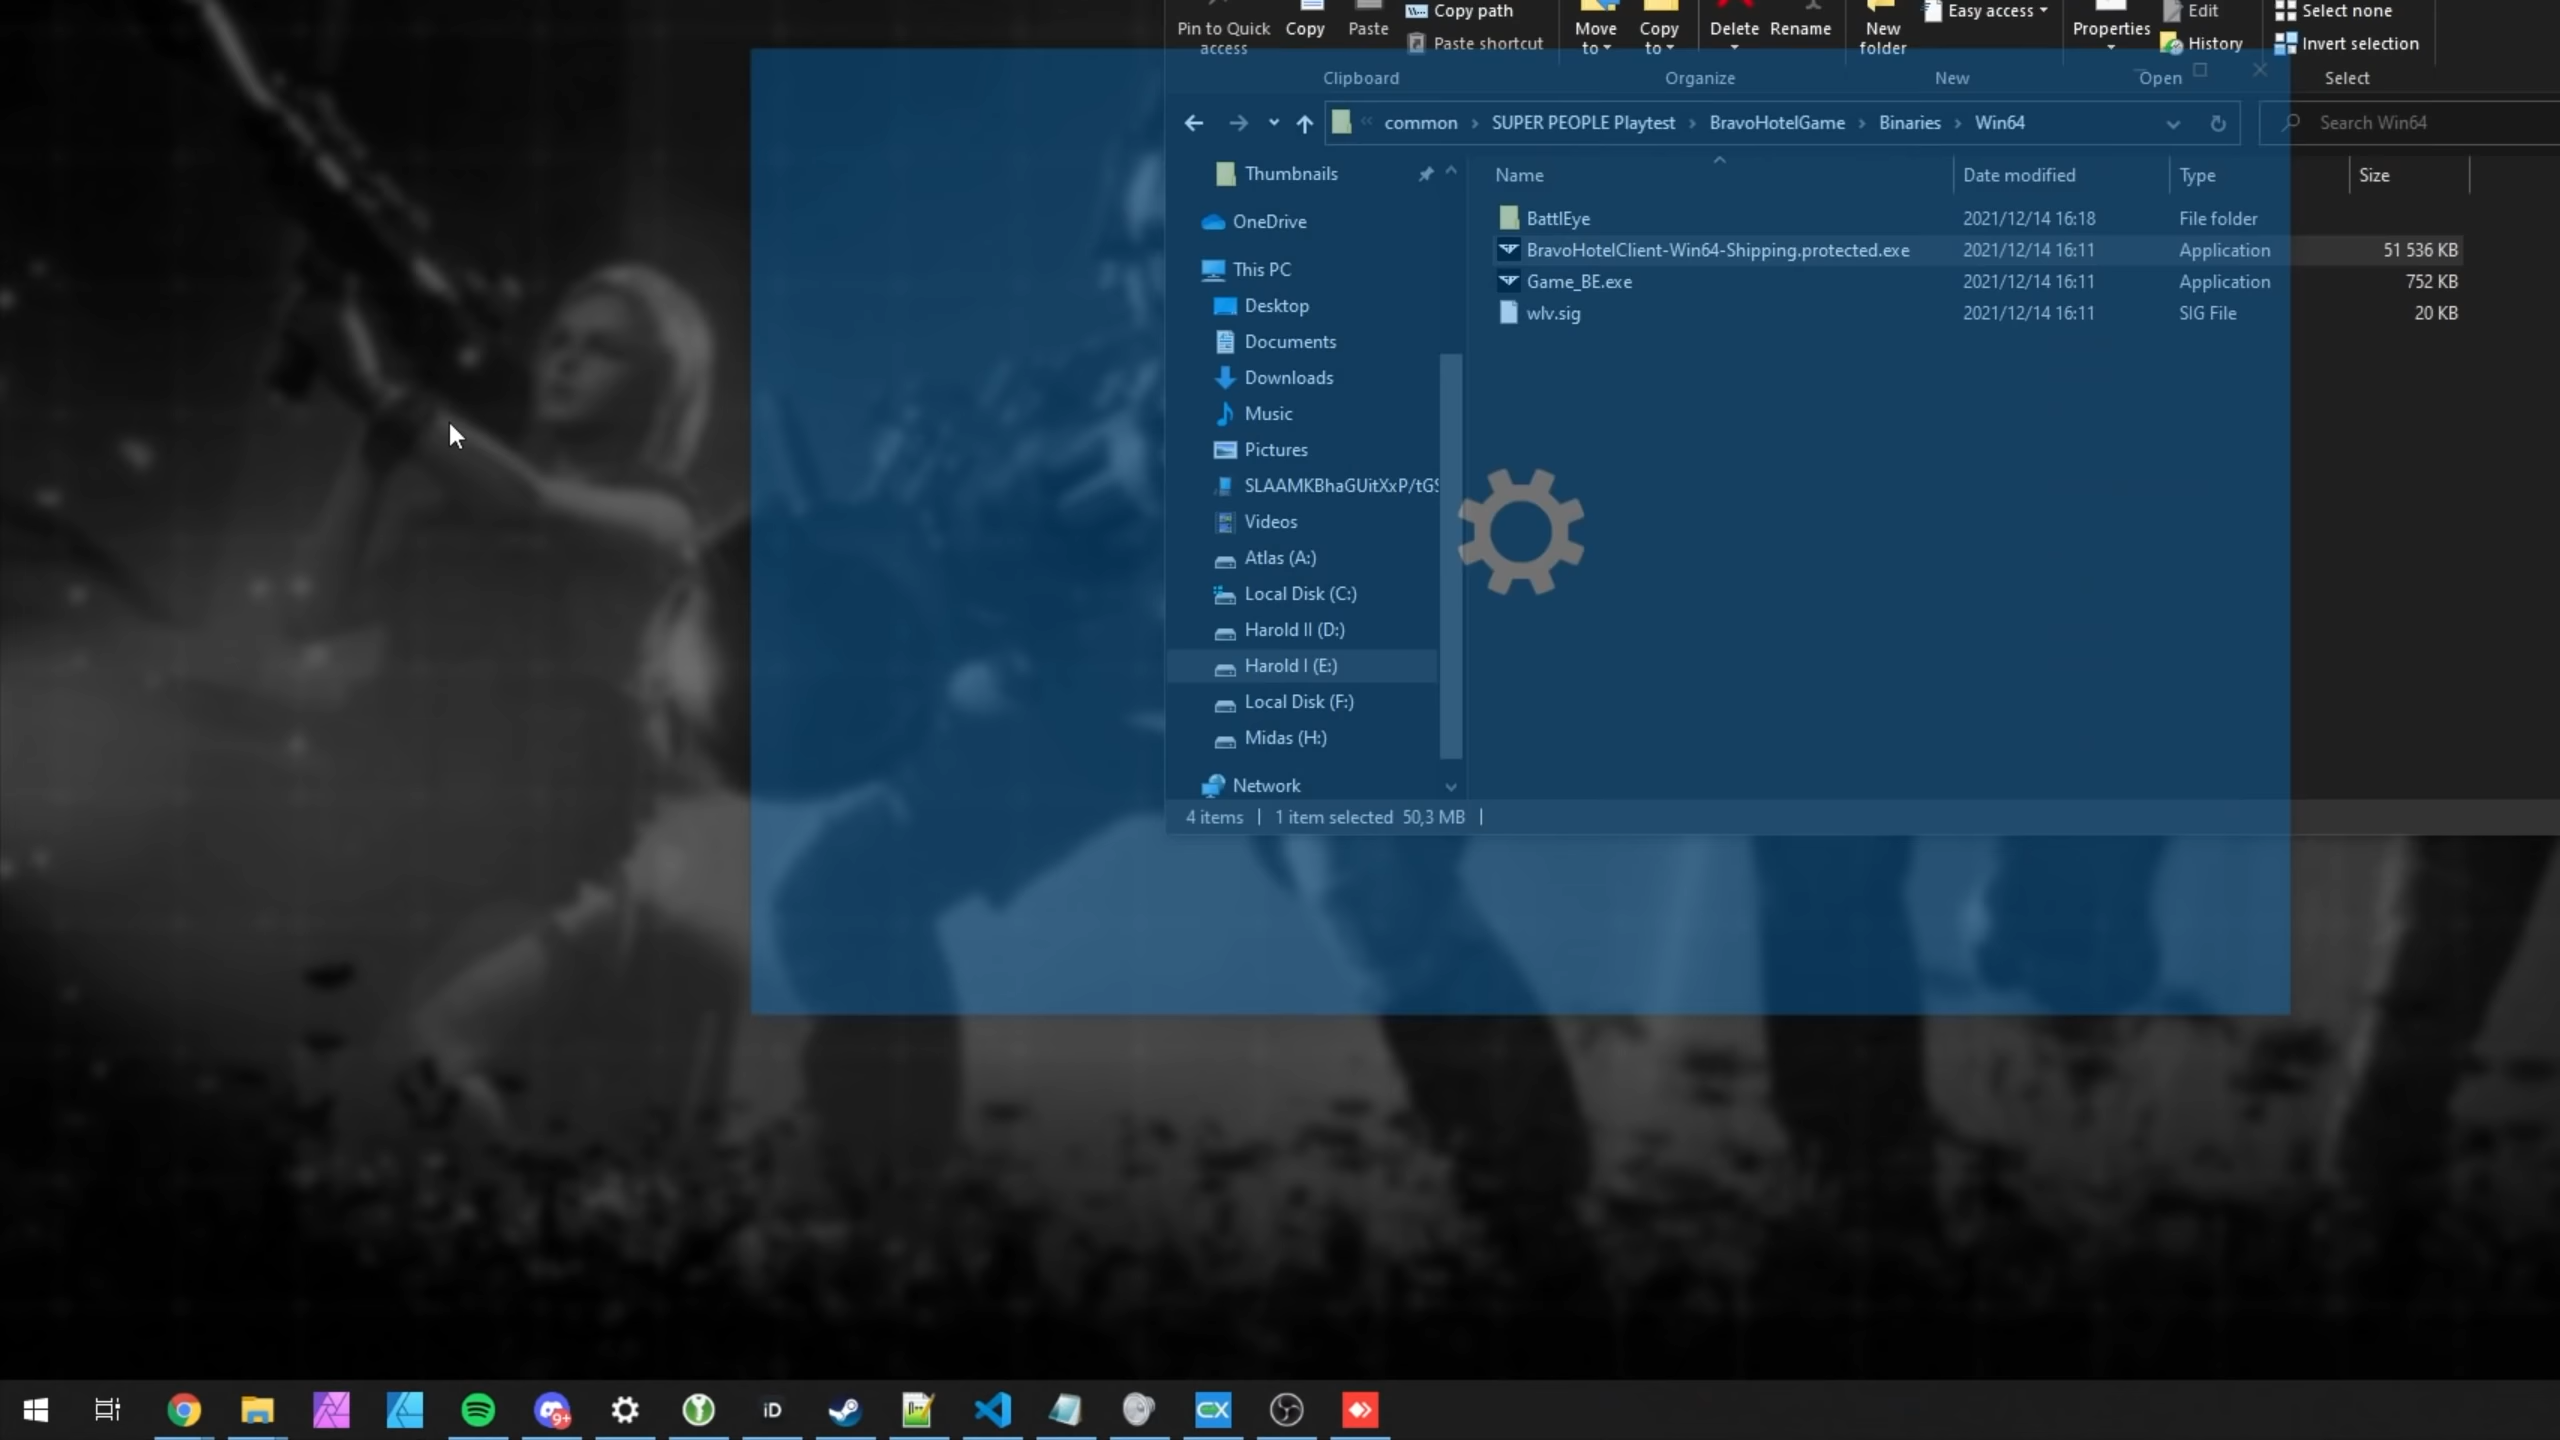 Pin to Quick access
Copy
Paste
Copy path
Paste shortcut
Move to
Copy to
Delete
Rename
New folder
Easy access
Properties
Edit
History
Select none
Invert selection
Clipboard
Organize
New
Open
Select
common
SUPER PEOPLE Playtest
BravoHotelGame
Binaries
Win64
Search Win64
Thumbnails
OneDrive
This PC
Desktop
Documents
Downloads
Music
Pictures
SLAAMKBhaGUitXxP/tGS
Videos
Atlas (A:)
Local Disk (C:)
Harold II (D:)
Harold I (E:)
Local Disk (F:)
Midas (H:)
Network
Name Date modified Type Size
BattlEye 2021/12/14 16:18 File folder
BravoHotelClient-Win64-Shipping.protected.exe 2021/12/14 16:11 Application 51 536 KB
Game_BE.exe 2021/12/14 16:11 Application 752 KB
wlv.sig 2021/12/14 16:11 SIG File 20 KB
4 items | 1 item selected 50,3 MB |
9+
iD
CX